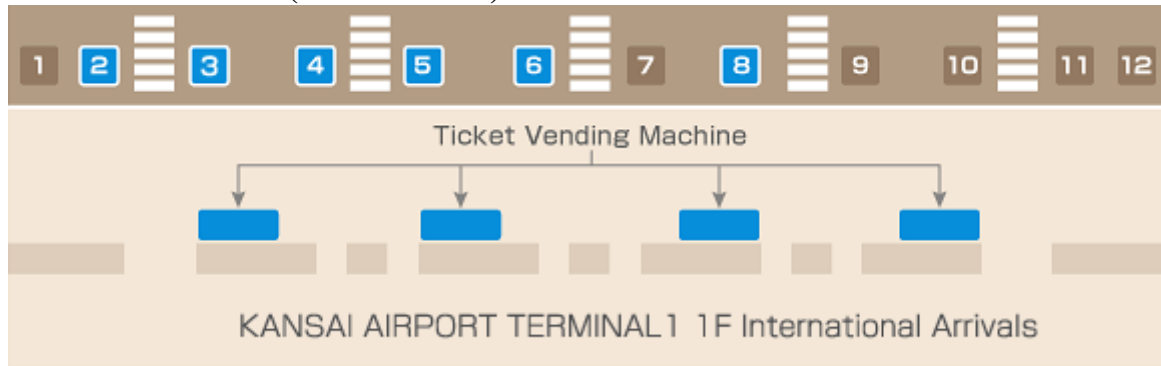 1 2 3 4 5 6 7 8 9 10 11 12
Ticket Vending Machine
KANSAI AIRPORT TERMINAL1 1F International Arrivals